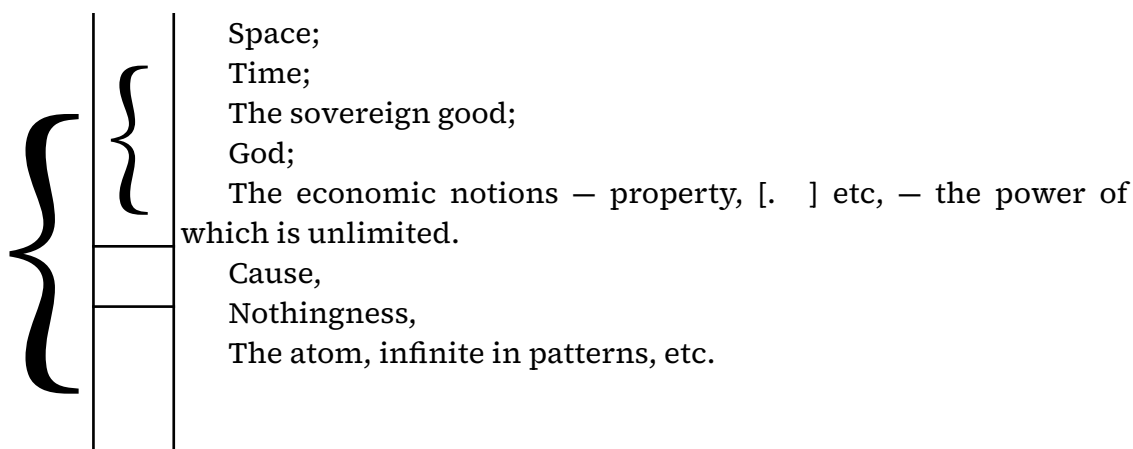 Space;
Time;
The sovereign good;
God;
The economic notions — property, [. ] etc, — the power of
which is unlimited.
Cause,
Nothingness,
The atom, infinite in patterns, etc.